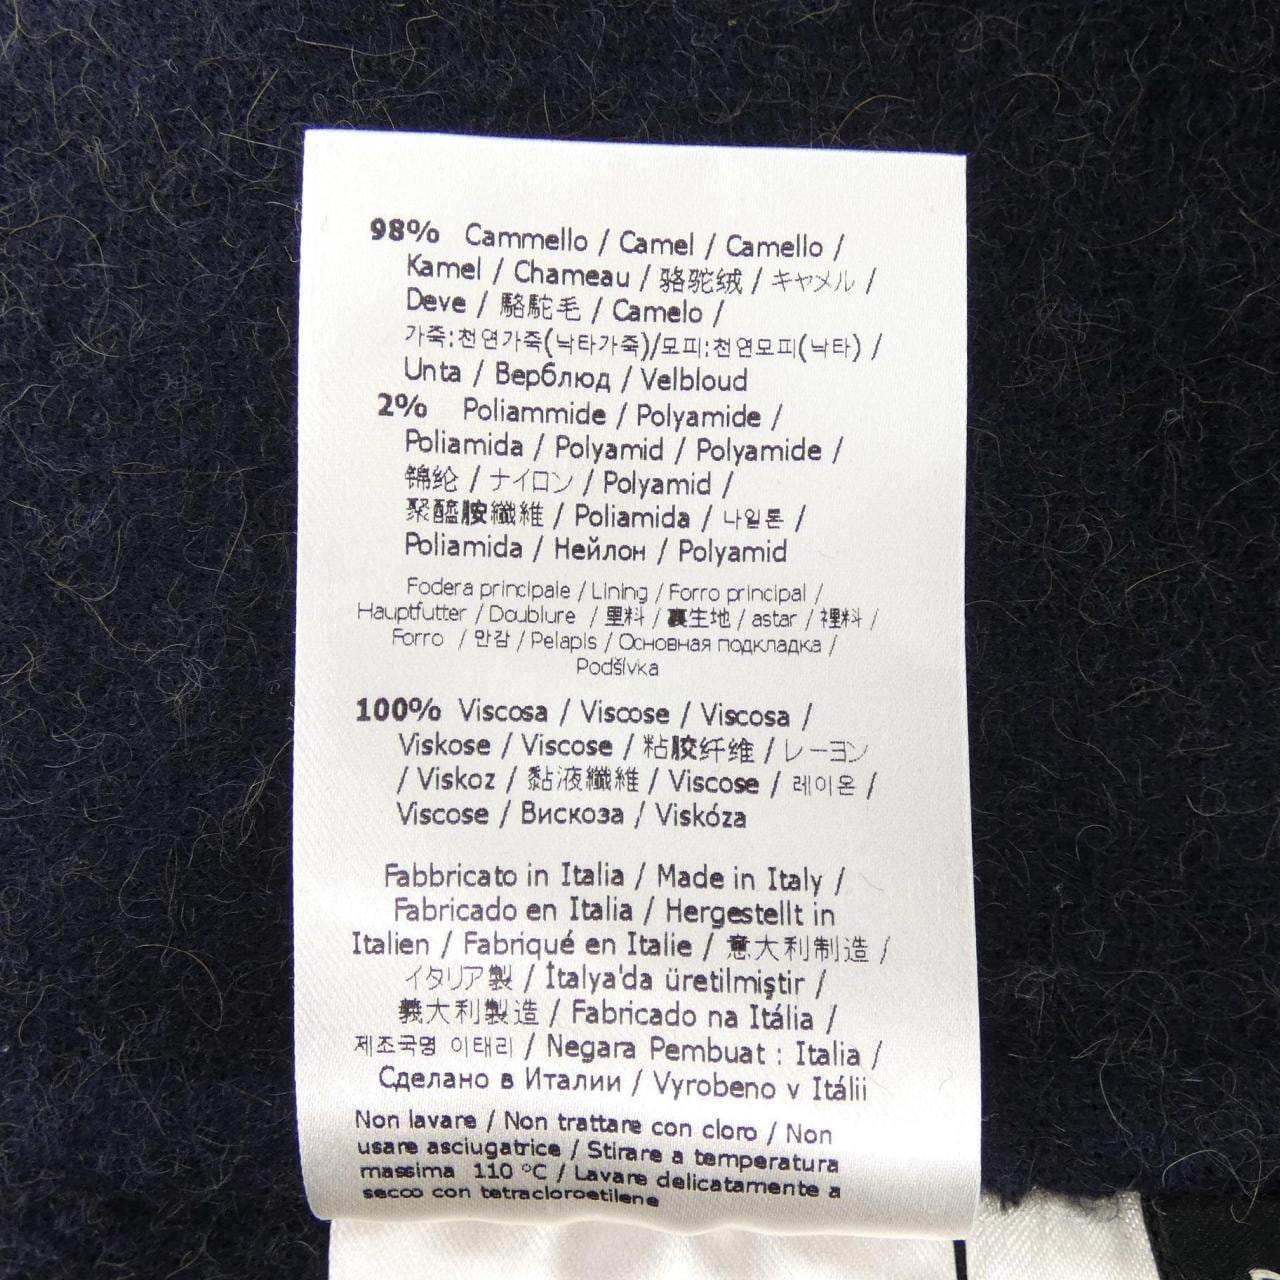 98% Cammello / Camel / Camello /
Kamel / Chameau / 骆驼绒 / キャメル /
Deve / 駱駝毛 / Camelo /
가죽:천연가죽(낙타가죽)/모피:천연모피(낙타) /
Unta / Верблюд / Velbloud
2% Poliammide / Polyamide /
Poliamida / Polyamid / Polyamide /
锦纶 / ナイロン / Polyamid /
聚醯胺纖維 / Poliamida / 나일론 /
Poliamida / Нейлон / Polyamid
Fodera principale / Lining / Forro principal /
Hauptfutter / Doublure / 里料 / 裏生地 / astar / 裡料 /
Forro / 안감 / Pelapis / Основная подкладка /
Podšívka
100% Viscosa / Viscose / Viscosa /
Viskose / Viscose / 粘胶纤维 / レーヨン
/ Viskoz / 黏液纖維 / Viscose / 레이온 /
Viscose / Вискоза / Viskóza
Fabbricato in Italia / Made in Italy /
Fabricado en Italia / Hergestellt in
Italien / Fabriqué en Italie / 意大利制造 /
イタリア製 / İtalya'da üretilmiştir /
義大利製造 / Fabricado na Itália /
제조국명 이태리 / Negara Pembuat : Italia /
Сделано в Италии / Vyrobeno v Itálii
Non lavare / Non trattare con cloro / Non
usare asciugatrice / Stirare a temperatura
massima 110 °C / Lavare delicatamente a
secco con tetracloroetilene